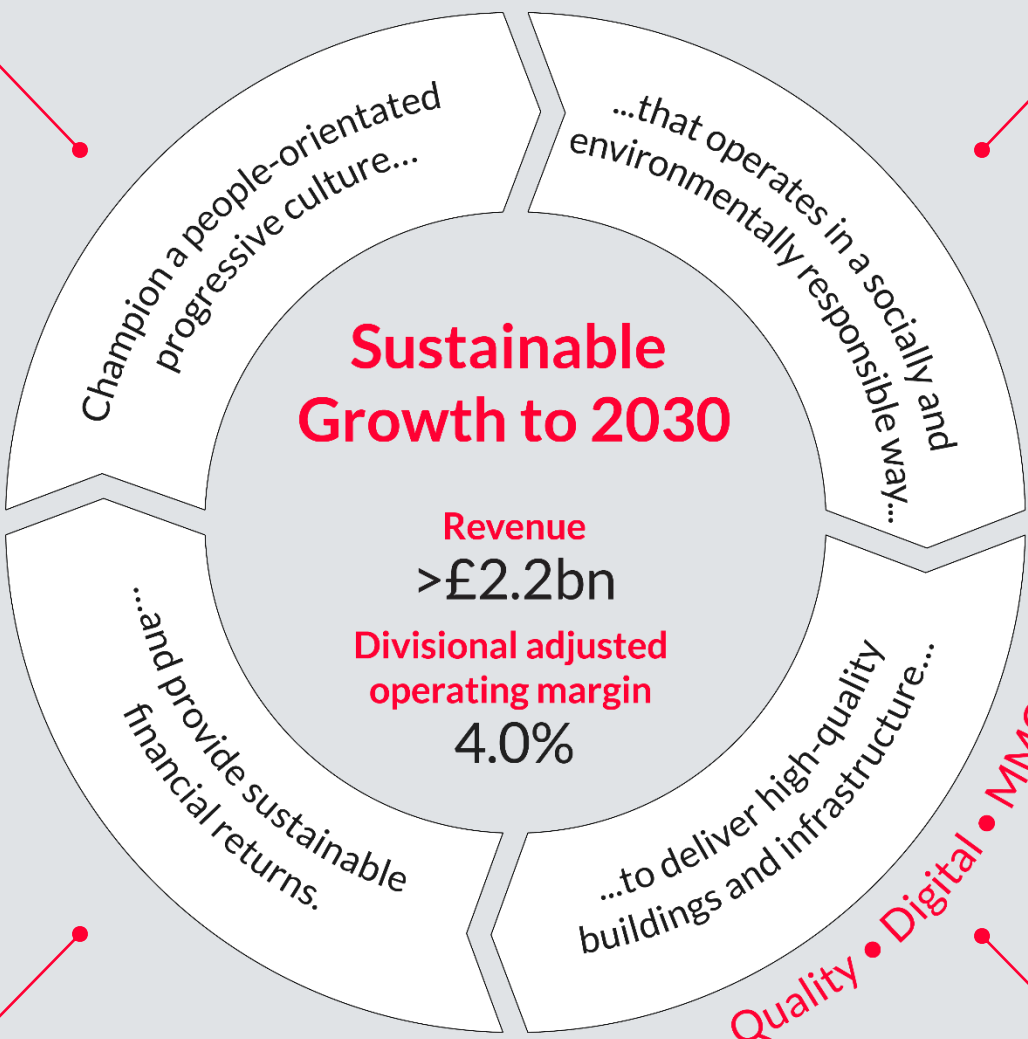 Champion a people-orientated
progressive culture...
...that operates in a socially and
environmentally responsible way...
Sustainable
Growth to 2030
Revenue
>£2.2bn
Divisional adjusted
operating margin
4.0%
...to deliver high-quality
buildings and infrastructure...
Quality • Digital •
...and provide sustainable
financial returns.